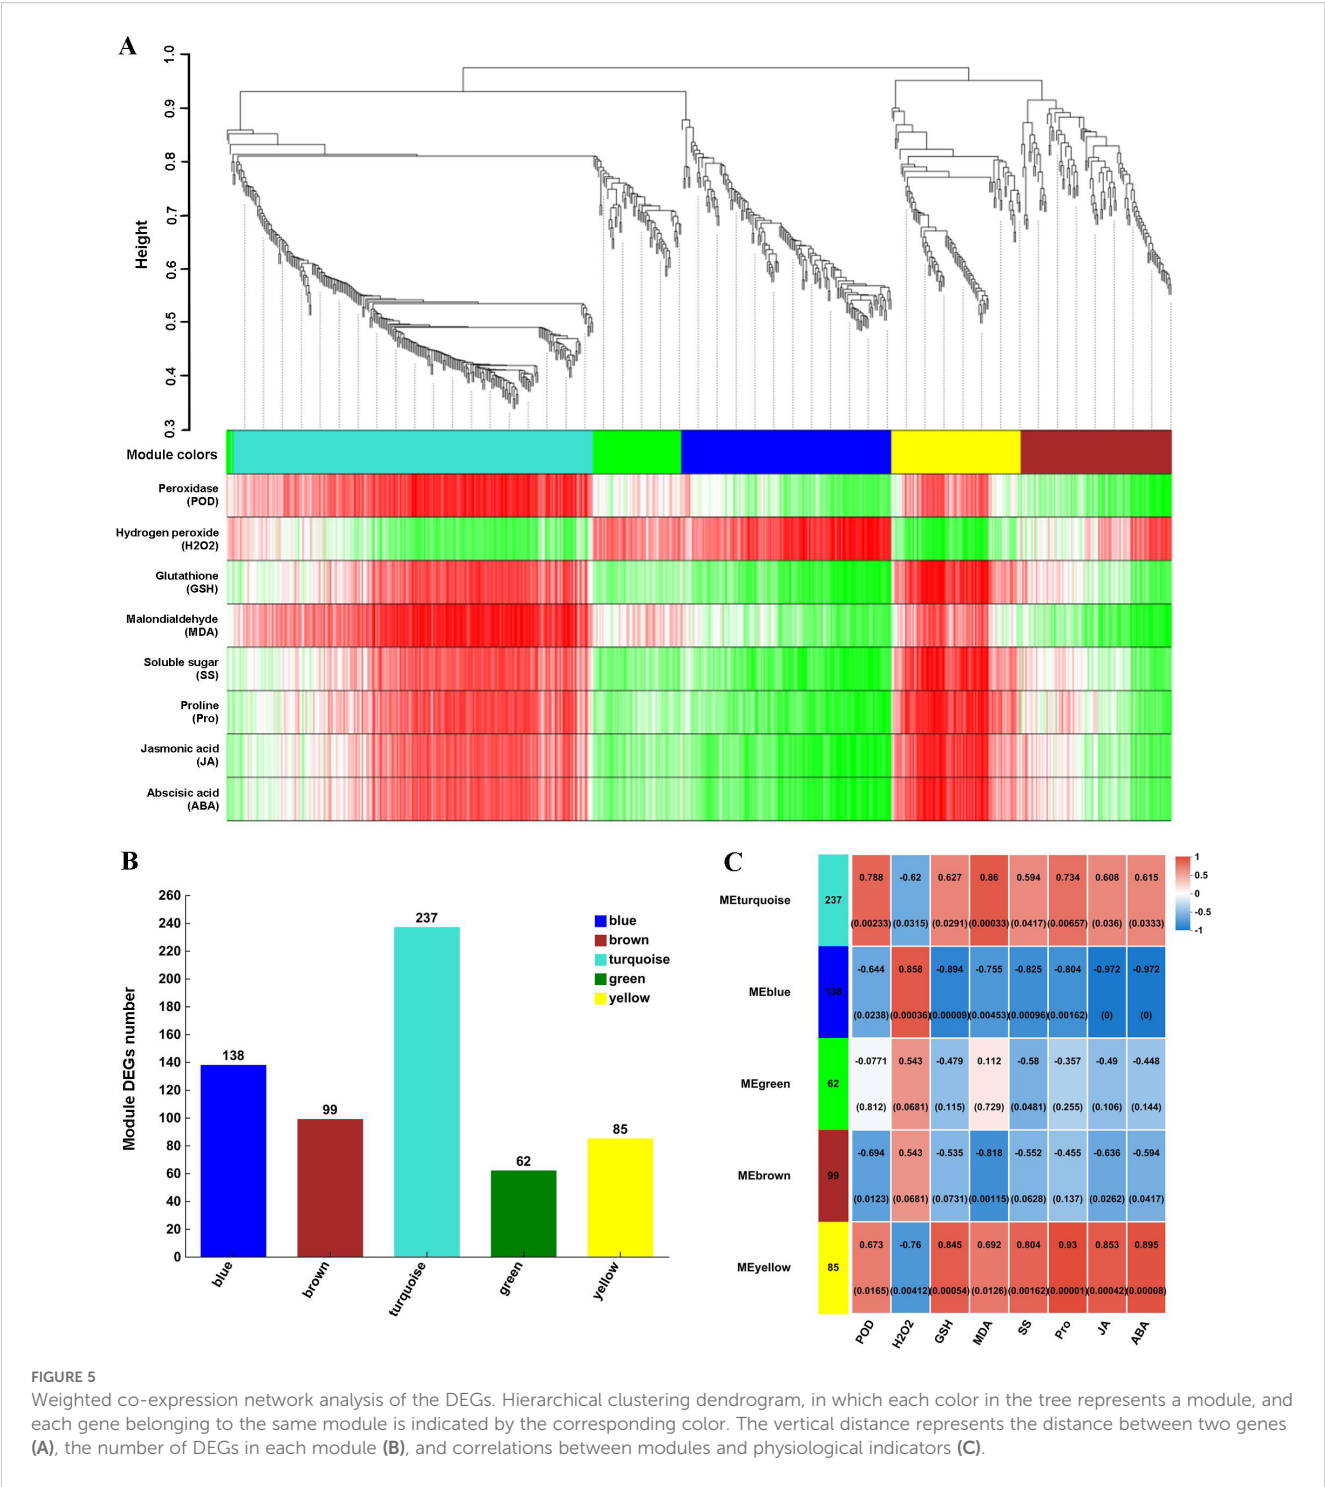 A
Height
1.0
0.9
0.8
0.7
0.6
0.5
0.4
0.3
Module colors
Peroxidase
(POD)
Hydrogen peroxide
(H2O2)
Glutathione
(GSH)
Malondialdehyde
(MDA)
Soluble sugar
(SS)
Proline
(Pro)
Jasmonic acid
(JA)
Abscisic acid
(ABA)
B
Module DEGs number
260
240
220
200
180
160
140
120
100
80
60
40
20
0
138
99
237
62
85
blue
brown
turquoise
green
yellow
blue
brown
turquoise
green
yellow
C
MEturquoise
237
0.788 -0.62 0.627 0.86 0.594 0.734 0.608 0.615
(0.00233) (0.0315) (0.0291) (0.00033) (0.0417) (0.00657) (0.036) (0.0333)
MEblue
138
-0.644 0.858 -0.894 -0.755 -0.825 -0.804 -0.972 -0.972
(0.0238) (0.00036) (0.00009) (0.00453) (0.00096) (0.00162) (0) (0)
MEgreen
62
-0.0771 0.543 -0.479 0.112 -0.58 -0.357 -0.49 -0.448
(0.812) (0.0681) (0.115) (0.729) (0.0481) (0.255) (0.106) (0.144)
MEbrown
99
-0.694 0.543 -0.535 -0.818 -0.552 -0.455 -0.636 -0.594
(0.0123) (0.0681) (0.0731) (0.00115) (0.0628) (0.137) (0.0262) (0.0417)
MEyellow
85
0.673 -0.76 0.845 0.692 0.804 0.93 0.853 0.895
(0.0165) (0.00412) (0.00054) (0.0126) (0.00162) (0.00001) (0.00042) (0.00008)
POD H2O2 GSH MDA SS Pro JA ABA
1
0.5
0
-0.5
-1
FIGURE 5
Weighted co-expression network analysis of the DEGs. Hierarchical clustering dendrogram, in which each color in the tree represents a module, and
each gene belonging to the same module is indicated by the corresponding color. The vertical distance represents the distance between two genes
(A), the number of DEGs in each module (B), and correlations between modules and physiological indicators (C).